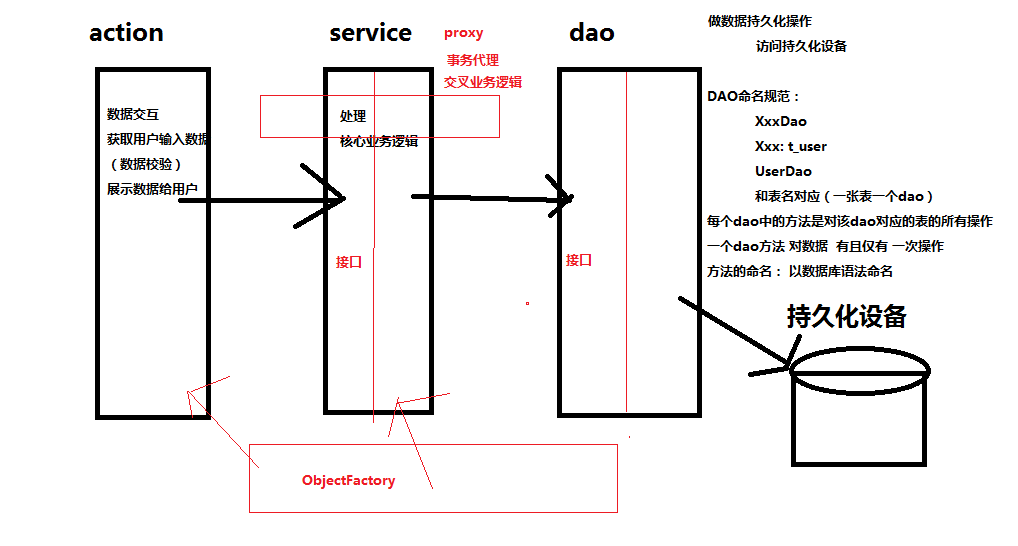 action
数据交互
获取用户输入数据
（数据校验）
展示数据给用户
service
proxy
事务代理
交叉业务逻辑
处理
核心业务逻辑
接口
dao
接口
做数据持久化操作
访问持久化设备
DAO命名规范：
XxxDao
Xxx: t_user
UserDao
和表名对应（一张表一个dao）
每个dao中的方法是对该dao对应的表的所有操作
一个dao方法 对数据 有且仅有 一次操作
方法的命名： 以数据库语法命名
持久化设备
ObjectFactory